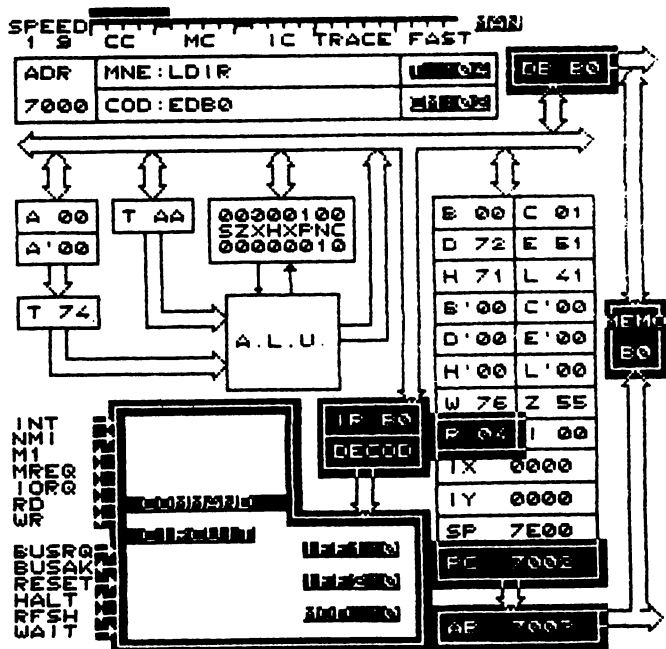 SPEED
1 9 CC MC IC TRACE FAST
ADR MNE:LDIR
DB B0
7000 COD:EDB0
A 00
A'00
T AA
00000100
SZXHXPNC
00000010
B 00 C 01
D 72 E 51
H 71 L 41
B'00 C'00
D'00 E'00
H'00 L'00
W 76 Z 55
T 74
A.L.U.
B0
IR B0
DECOD
R 04 I 00
IX 0000
IY 0000
SP 7E00
PC 7002
INT
NMI
M1
MREQ
IORQ
RD
WR
BUSRQ
BUSAK
RESET
HALT
RFSH
WAIT